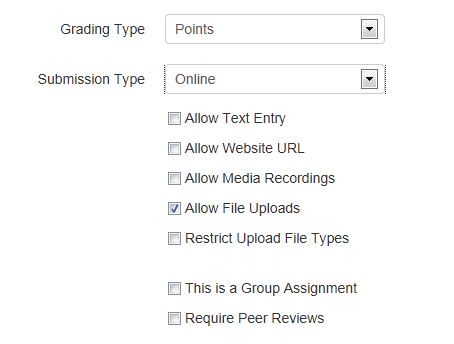 Grading Type Points
Submission Type Online
Allow Text Entry
Allow Website URL
Allow Media Recordings
Allow File Uploads
Restrict Upload File Types
This is a Group Assignment
Require Peer Reviews